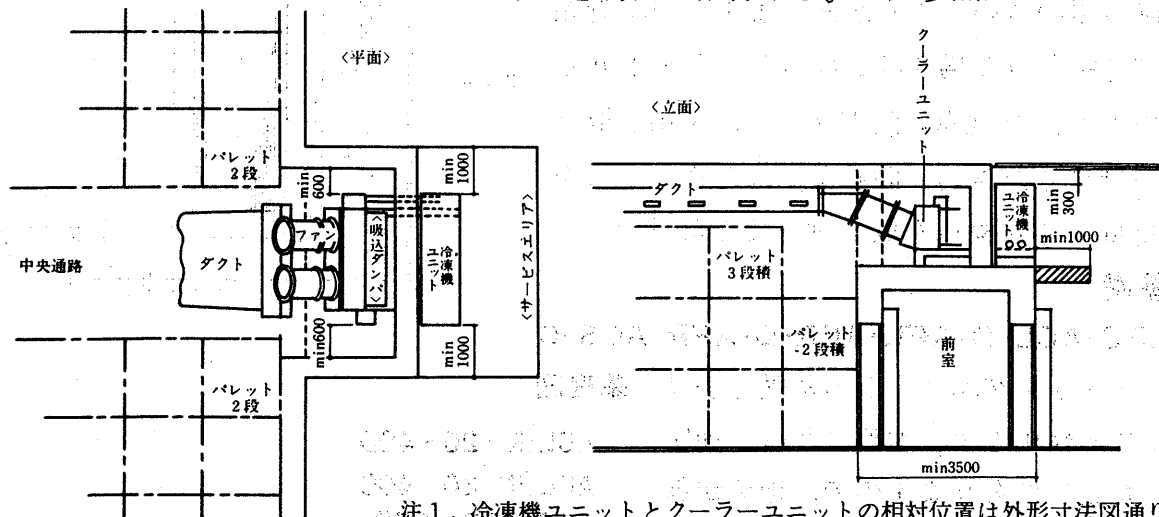 〈平面〉
パレット
2段
min
600
min
1000
中央通路
ダクト
ファン
〈吸込ダンパ〉
冷凍機
ユニット
〈サービスエリア〉
min600
min
1000
パレット
2段
クーラーユニット
〈立面〉
ダクト
冷凍機
ユニット
min
300
min1000
パレット
3段積
パレット
2段積
前室
min3500
注1．冷凍機ユニットとクーラーユニットの相対位置は外形寸法図通り